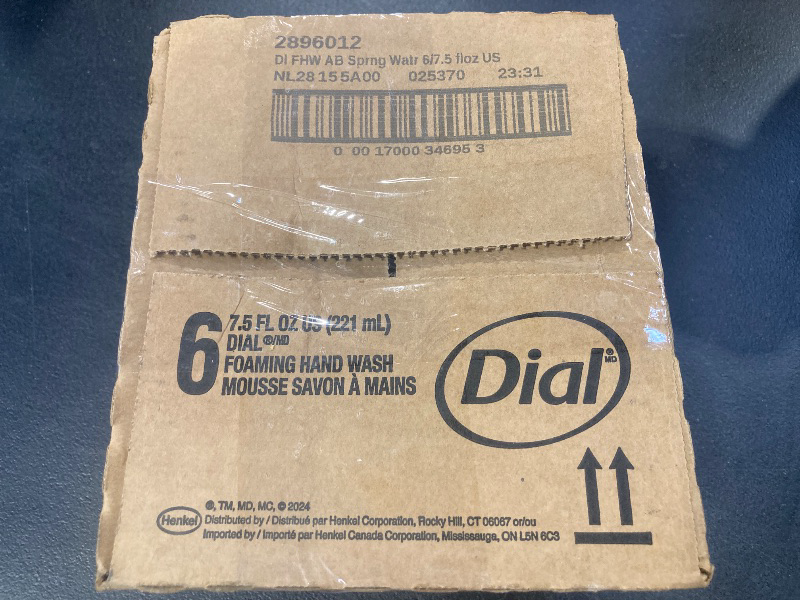 2896012
DI FHW AB Sprng Watr 6/7.5 floz US
NL28155A00 025370 23:31
0 00 17000 34695 3
6 7.5 FL OZ US (221 mL)
DIAL®/MD
FOAMING HAND WASH
MOUSSE SAVON À MAINS
Dial®MD
Henkel
®, TM, MD, MC, © 2024
Distributed by / Distribué par Henkel Corporation, Rocky Hill, CT 06067 or/ou
Imported by / Importé par Henkel Canada Corporation, Mississauga, ON L5N 6C3